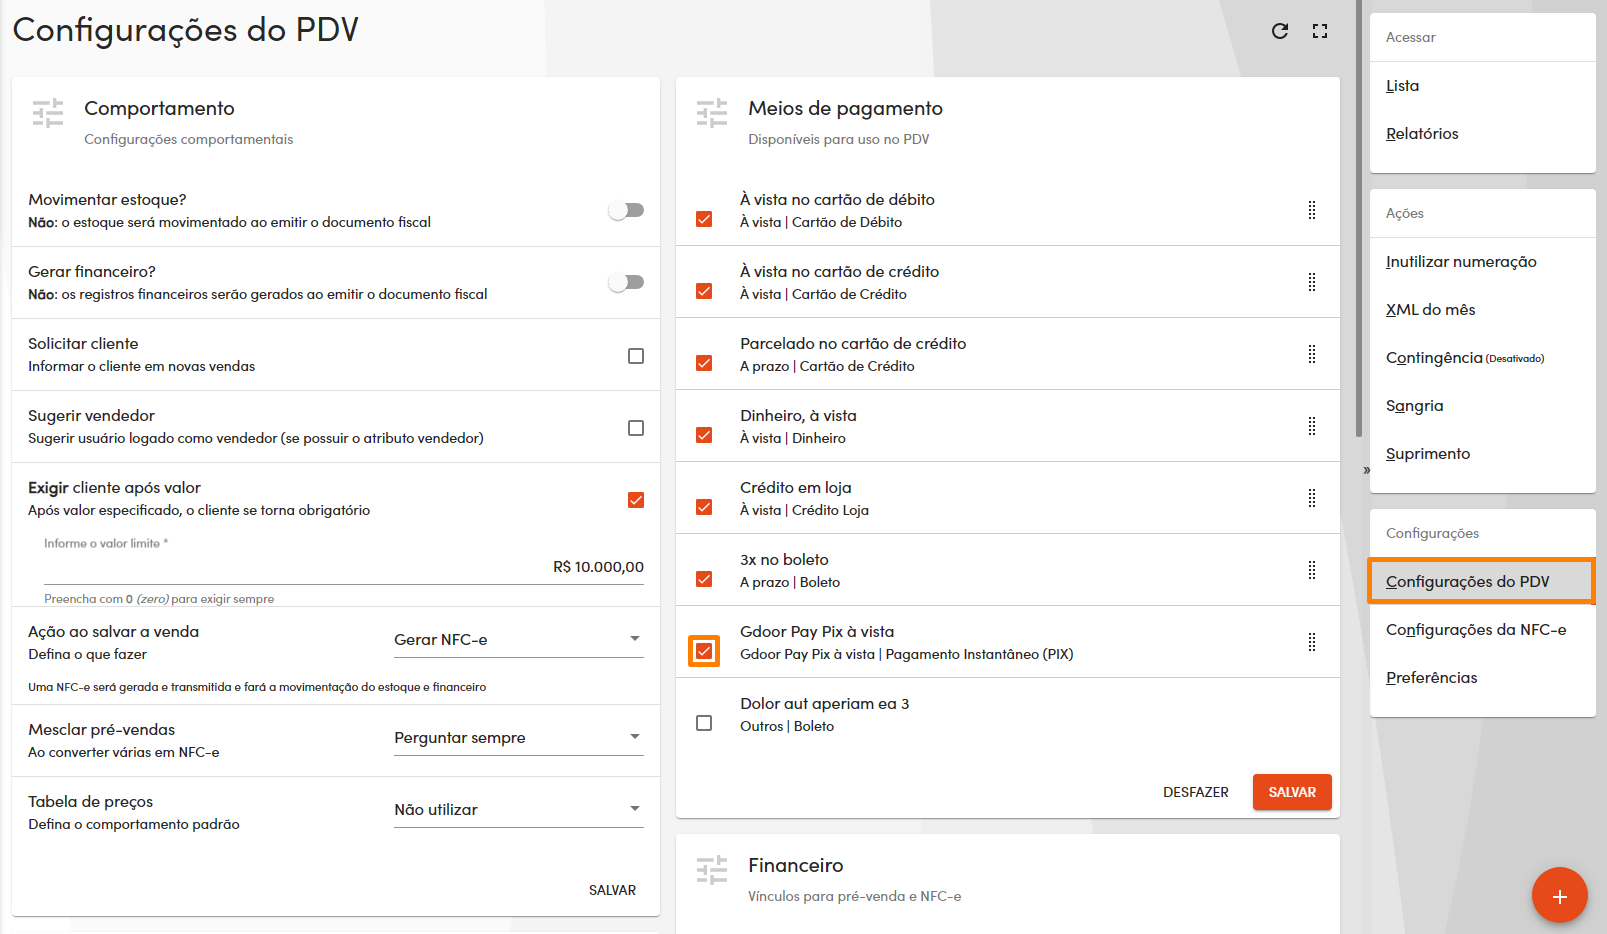 Configurações do PDV
Comportamento
Configurações comportamentais
Movimentar estoque?
Não: o estoque será movimentado ao emitir o documento fiscal
Gerar financeiro?
Não: os registros financeiros serão gerados ao emitir o documento fiscal
Solicitar cliente
Informar o cliente em novas vendas
Sugerir vendedor
Sugerir usuário logado como vendedor (se possuir o atributo vendedor)
Exigir cliente após valor
Após valor especificado, o cliente se torna obrigatório
Informe o valor limite *
R$ 10.000,00
Preencha com 0 (zero) para exigir sempre
Ação ao salvar a venda
Defina o que fazer
Gerar NFC-e
Uma NFC-e será gerada e transmitida e fará a movimentação do estoque e financeiro
Mesclar pré-vendas
Ao converter várias em NFC-e
Perguntar sempre
Tabela de preços
Defina o comportamento padrão
Não utilizar
SALVAR
Meios de pagamento
Disponíveis para uso no PDV
À vista no cartão de débito
À vista | Cartão de Débito
À vista no cartão de crédito
À vista | Cartão de Crédito
Parcelado no cartão de crédito
A prazo | Cartão de Crédito
Dinheiro, à vista
À vista | Dinheiro
Crédito em loja
À vista | Crédito Loja
3x no boleto
A prazo | Boleto
Gdoor Pay Pix à vista
Gdoor Pay Pix à vista | Pagamento Instantâneo (PIX)
Dolor aut aperiam ea 3
Outros | Boleto
DESFAZER
SALVAR
Financeiro
Vínculos para pré-venda e NFC-e
»
Acessar
Lista
Relatórios
Ações
Inutilizar numeração
XML do mês
Contingência (Desativado)
Sangria
Suprimento
Configurações
Configurações do PDV
Configurações da NFC-e
Preferências
+